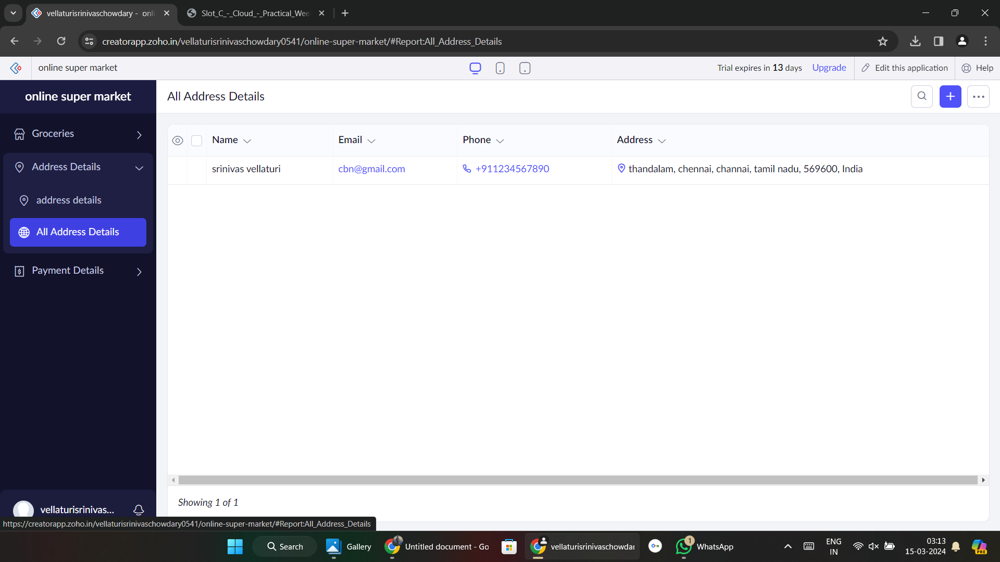 vellaturisrinivaschowdary - onli
Slot_C_-_Cloud_-_Practical_Wee
creatorapp.zoho.in/vellaturisrinivaschowdary0541/online-super-market/#Report:All_Address_Details
online super market
Trial expires in 13 days Upgrade Edit this application Help
online super market
All Address Details
Groceries
Address Details
address details
All Address Details
Payment Details
Name Email Phone Address
srinivas vellaturi cbn@gmail.com +911234567890 thandalam, chennai, channai, tamil nadu, 569600, India
Showing 1 of 1
vellaturisrinivas...
https://creatorapp.zoho.in/vellaturisrinivaschowdary0541/online-super-market/#Report:All_Address_Details
Search Gallery Untitled document - Go vellaturisrinivaschowdar 1 WhatsApp
ENG
IN
03:13
15-03-2024
PRE